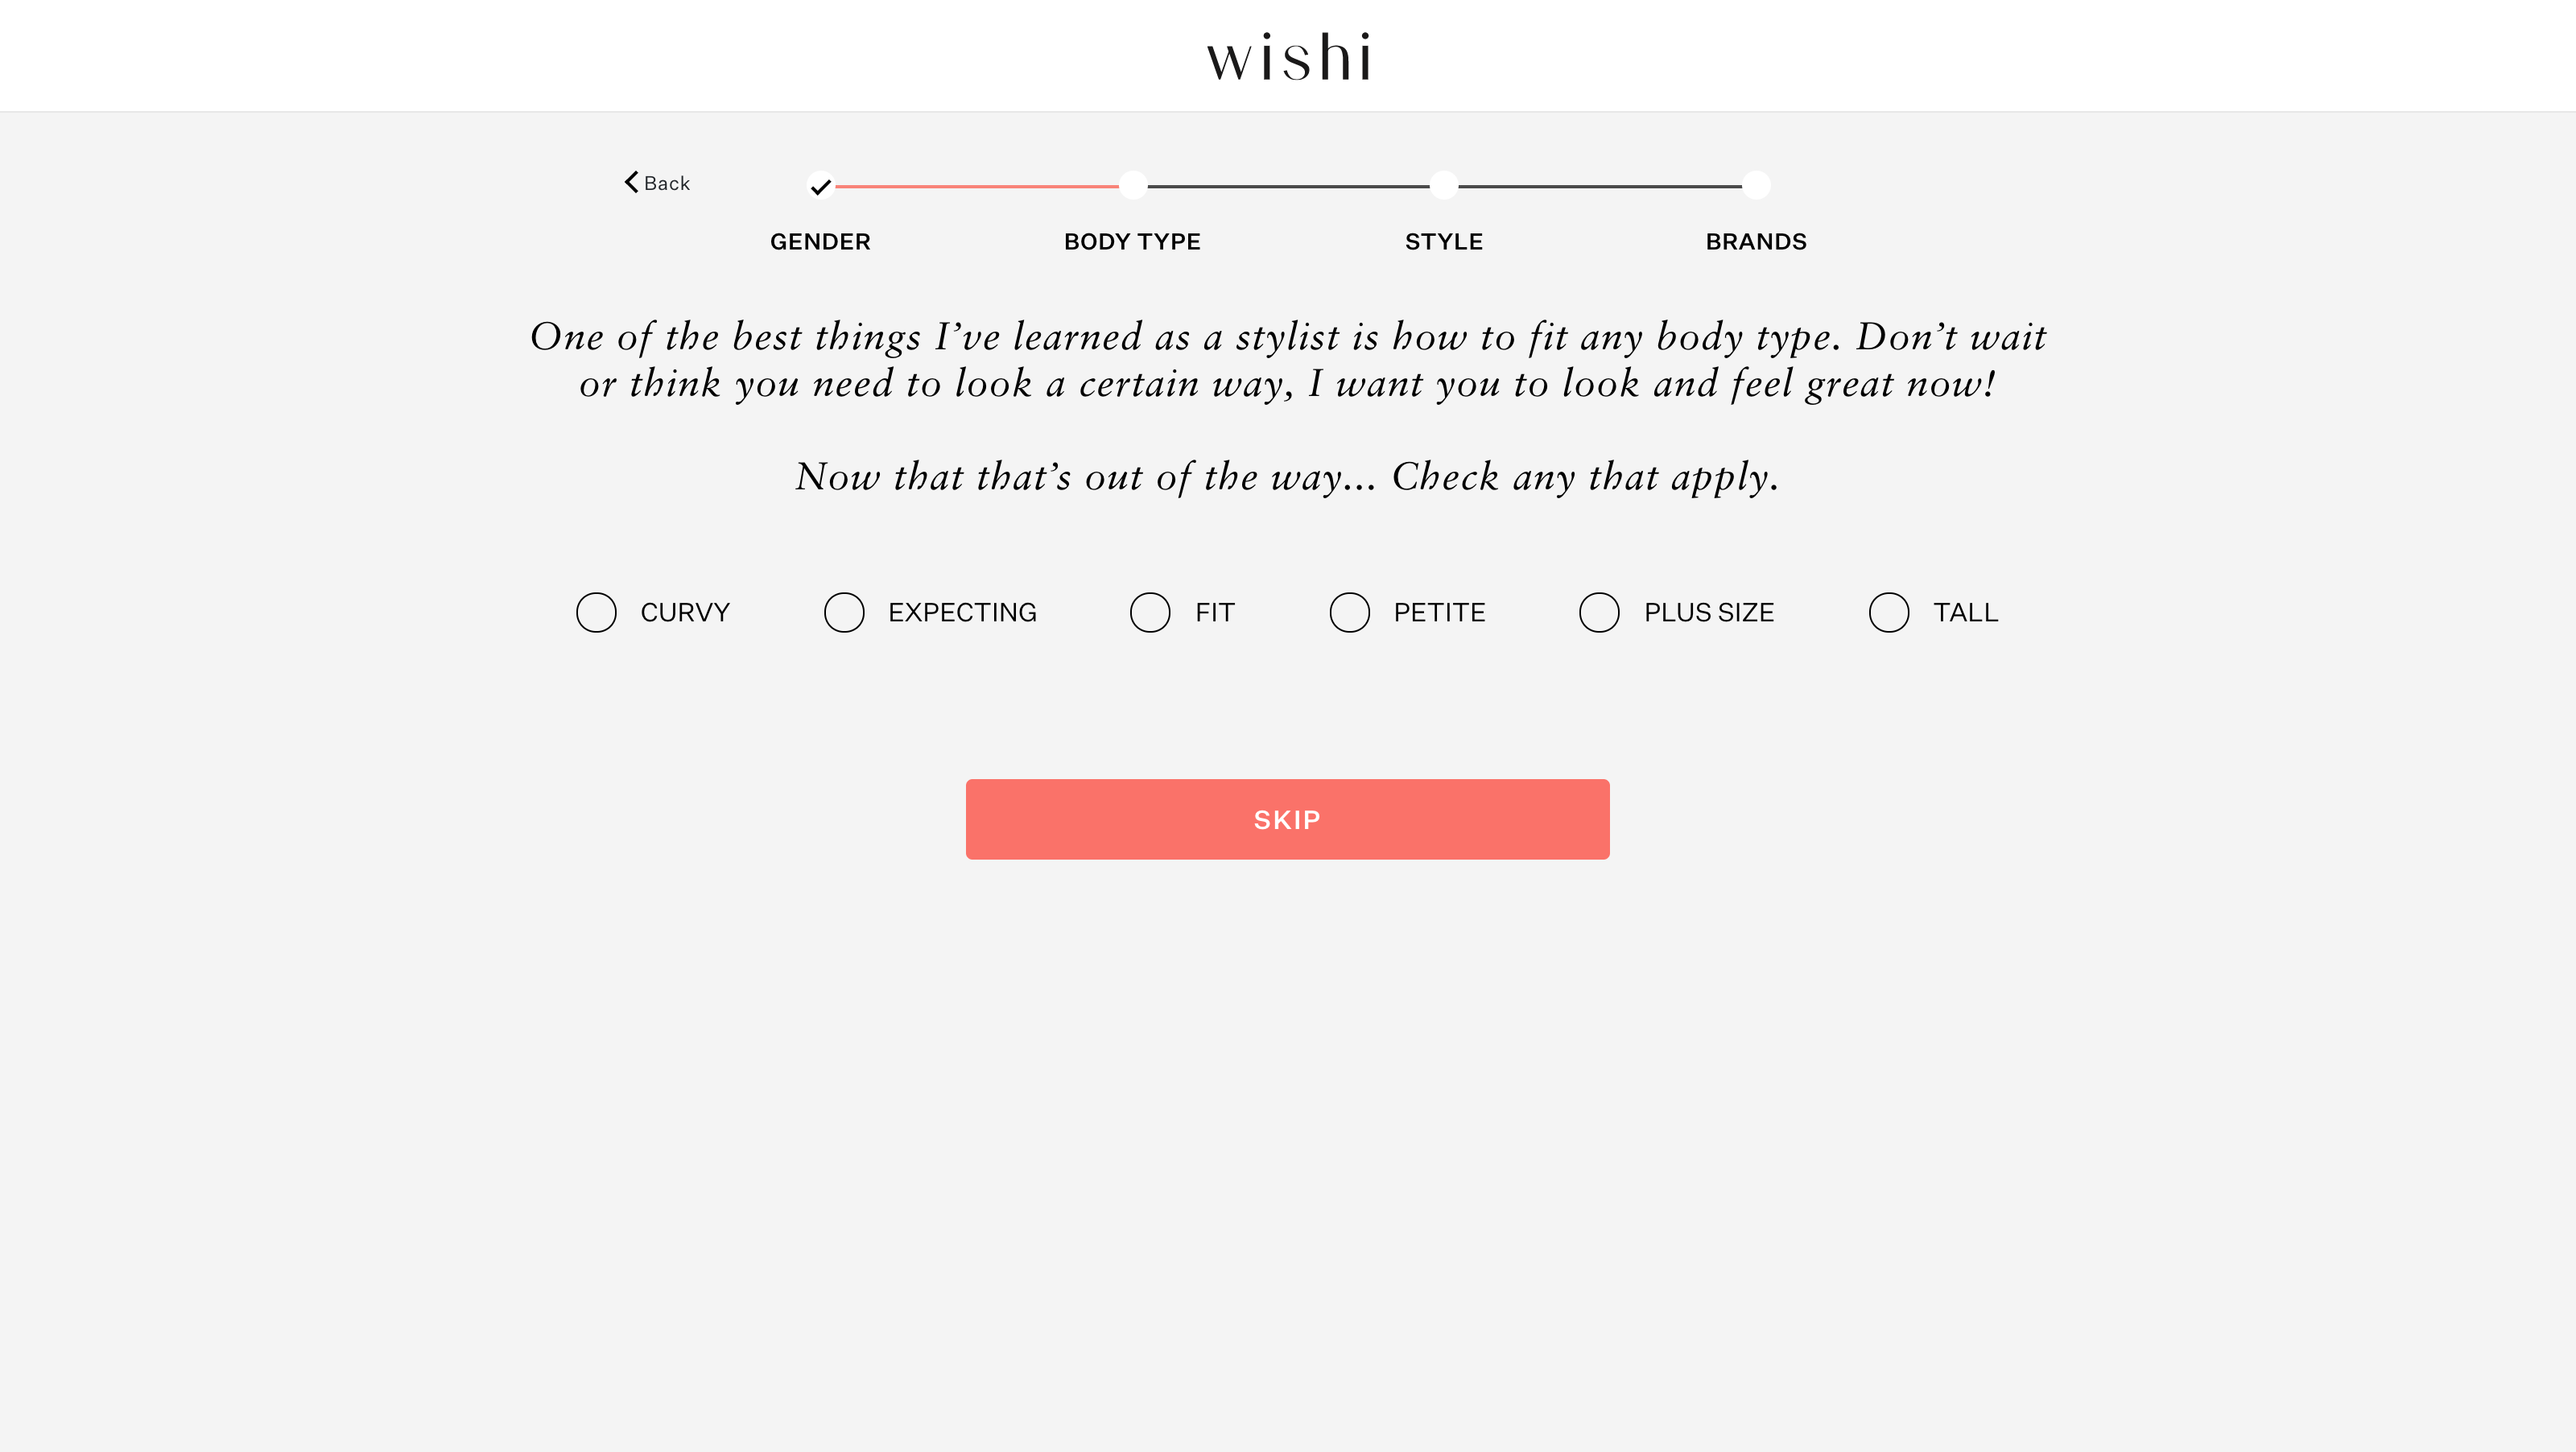 wishi
Back
GENDER
BODY TYPE
STYLE
BRANDS
One of the best things I’ve learned as a stylist is how to fit any body type. Don’t wait
or think you need to look a certain way, I want you to look and feel great now!
Now that that’s out of the way... Check any that apply.
CURVY
EXPECTING
FIT
PETITE
PLUS SIZE
TALL
SKIP